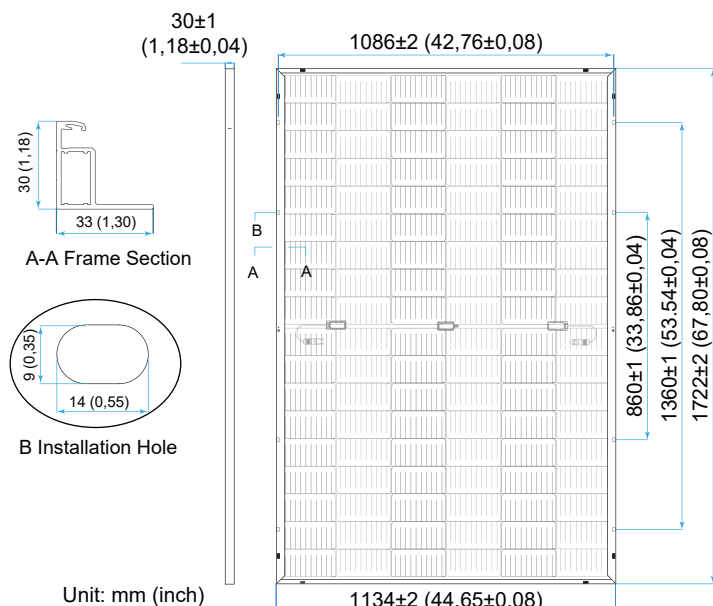 30±1
(1,18±0,04)
1086±2 (42,76±0,08)
30 (1,18)
33 (1,30)
A-A Frame Section
B
A
A
9 (0,35)
14 (0,55)
B Installation Hole
860±1 (33,86±0,04)
1360±1 (53.54±0,04)
1722±2 (67,80±0,08)
Unit: mm (inch)
1134±2 (44,65±0,08)